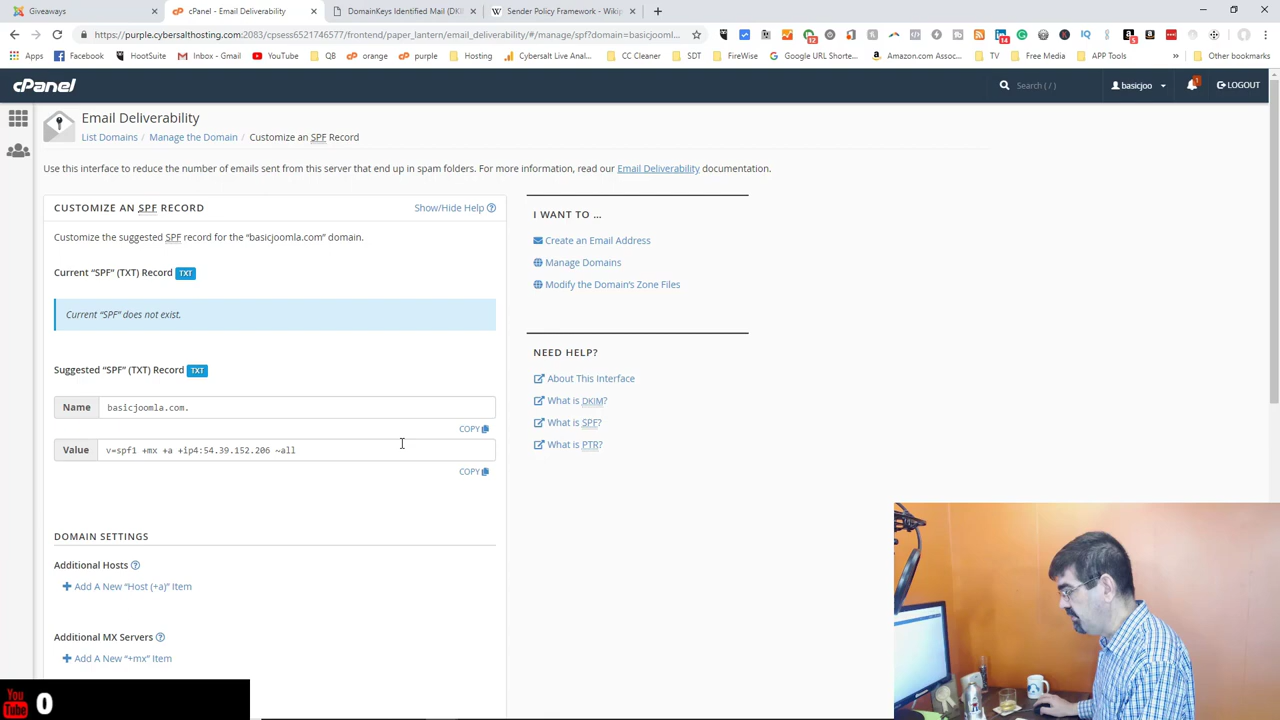 Giveaways
cPanel - Email Deliverability
DomainKeys Identified Mail (DKI
Sender Policy Framework - Wikip
https://purple.cybersalthosting.com:2083/cpsess6521746577/frontend/paper_lantern/email_deliverability/#/manage/spf?domain=basicjooml...
Apps
Facebook
HootSuite
Inbox - Gmail
YouTube
QB
orange
purple
Hosting
Cybersalt Live Anal...
CC Cleaner
SDT
FireWise
Google URL Shorte...
Amazon.com Assoc...
TV
Free Media
APP Tools
Other bookmarks
cPanel
Search ( / )
basicjoo
1
LOGOUT
Email Deliverability
List Domains / Manage the Domain / Customize an SPF Record
Use this interface to reduce the number of emails sent from this server that end up in spam folders. For more information, read our Email Deliverability documentation.
CUSTOMIZE AN SPF RECORD
Show/Hide Help
Customize the suggested SPF record for the “basicjoomla.com” domain.
Current “SPF” (TXT) Record TXT
Current “SPF” does not exist.
Suggested “SPF” (TXT) Record TXT
Name basicjoomla.com.
COPY
Value v=spf1 +mx +a +ip4:54.39.152.206 ~all
COPY
DOMAIN SETTINGS
Additional Hosts
Add A New “Host (+a)” Item
Additional MX Servers
Add A New “+mx” Item
I WANT TO ...
Create an Email Address
Manage Domains
Modify the Domain's Zone Files
NEED HELP?
About This Interface
What is DKIM?
What is SPF?
What is PTR?
You
Tube
0